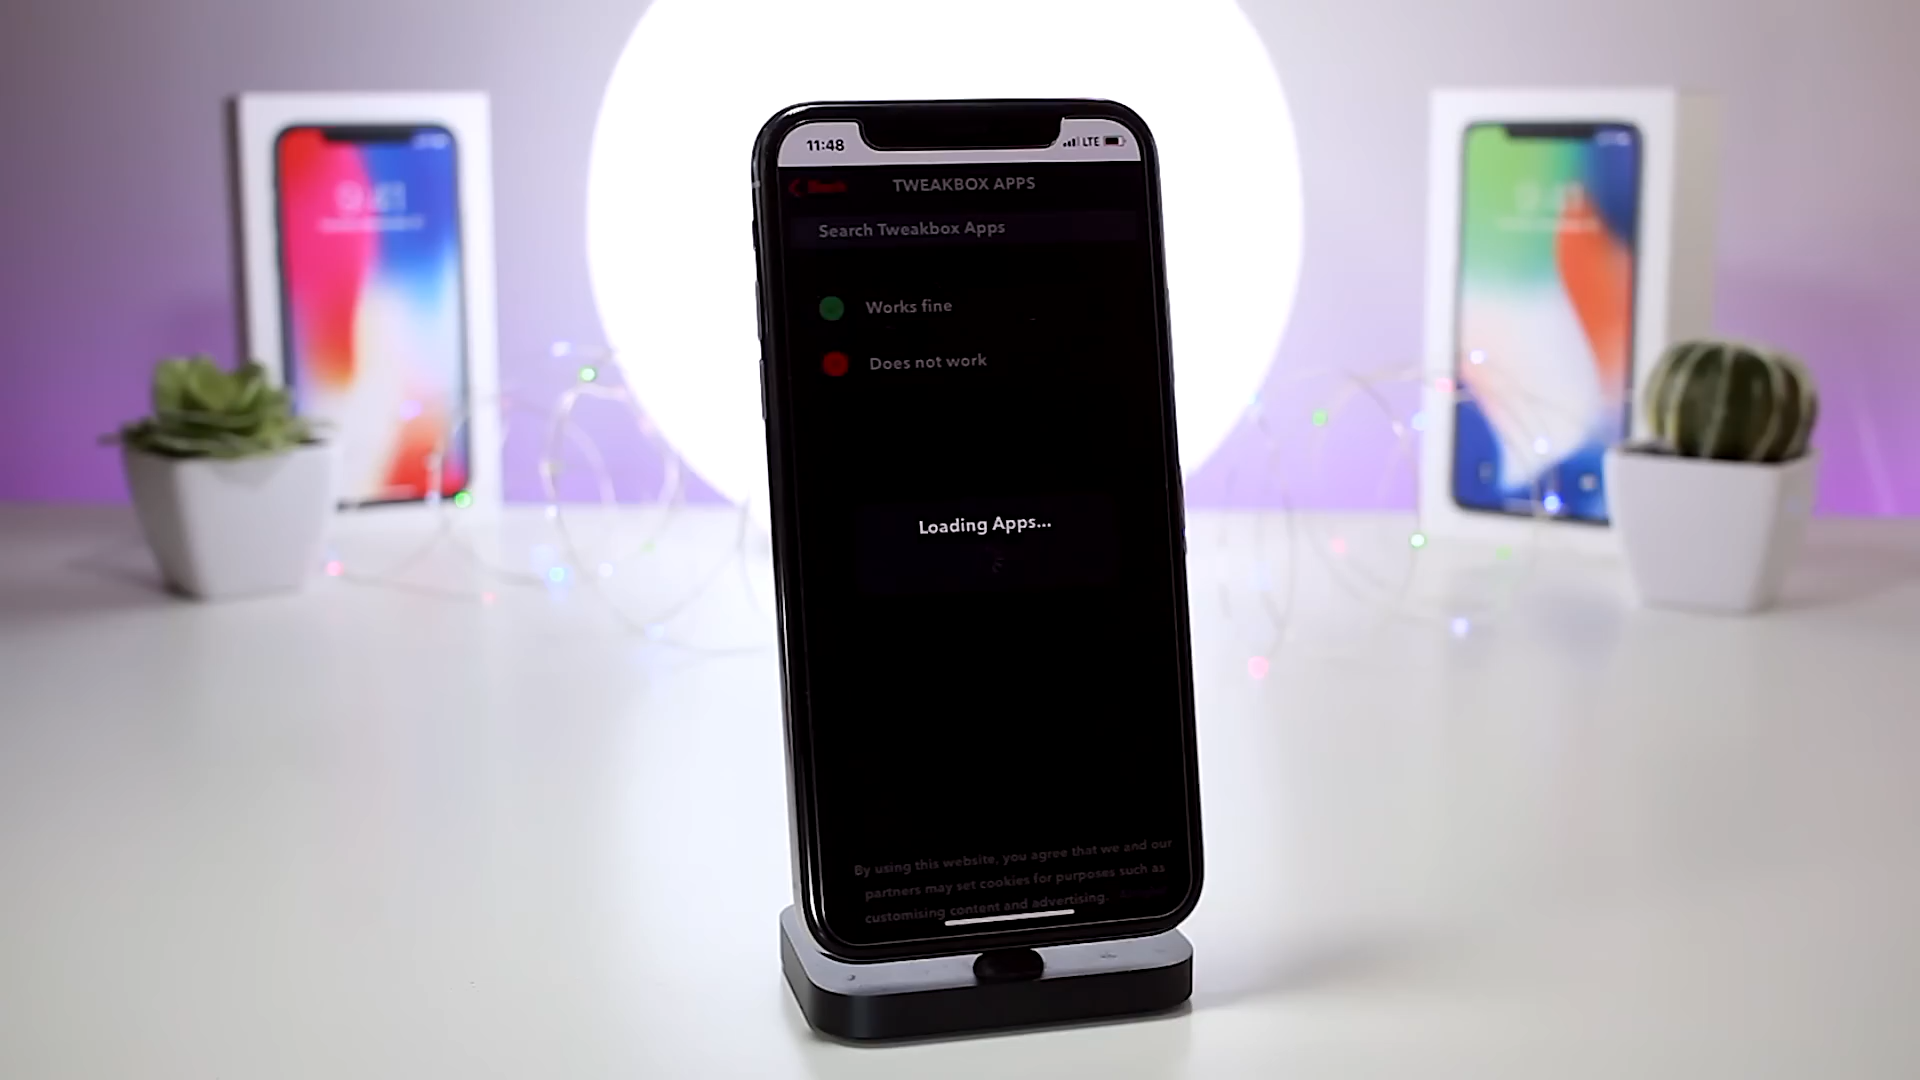 11:48
LTE
Back
TWEAKBOX APPS
Search Tweakbox Apps
Works fine
Does not work
Loading Apps...
By using this website, you agree that we and our
partners may set cookies for purposes such as
customising content and advertising.